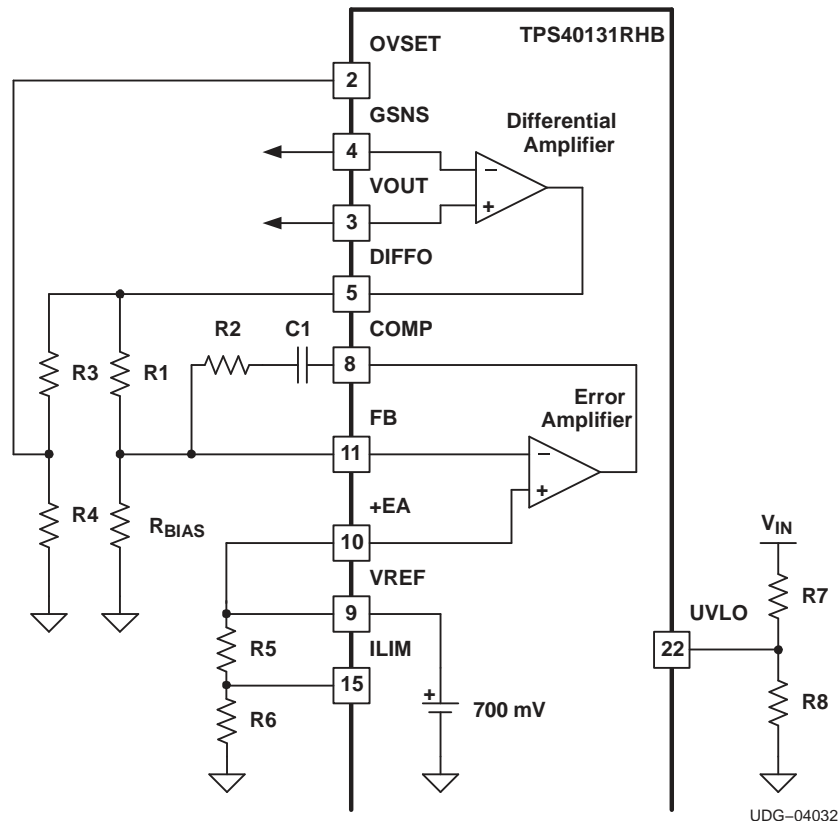 TPS40131RHB
OVSET
2
GSNS
4
Differential
Amplifier
−
+
VOUT
3
DIFFO
5
COMP
R2
C1
8
R3
R1
Error
Amplifier
FB
11
−
+
+EA
R4
RBIAS
10
VIN
VREF
R7
9
UVLO
R5
ILIM
22
15
+
700 mV
R8
R6
UDG−04032